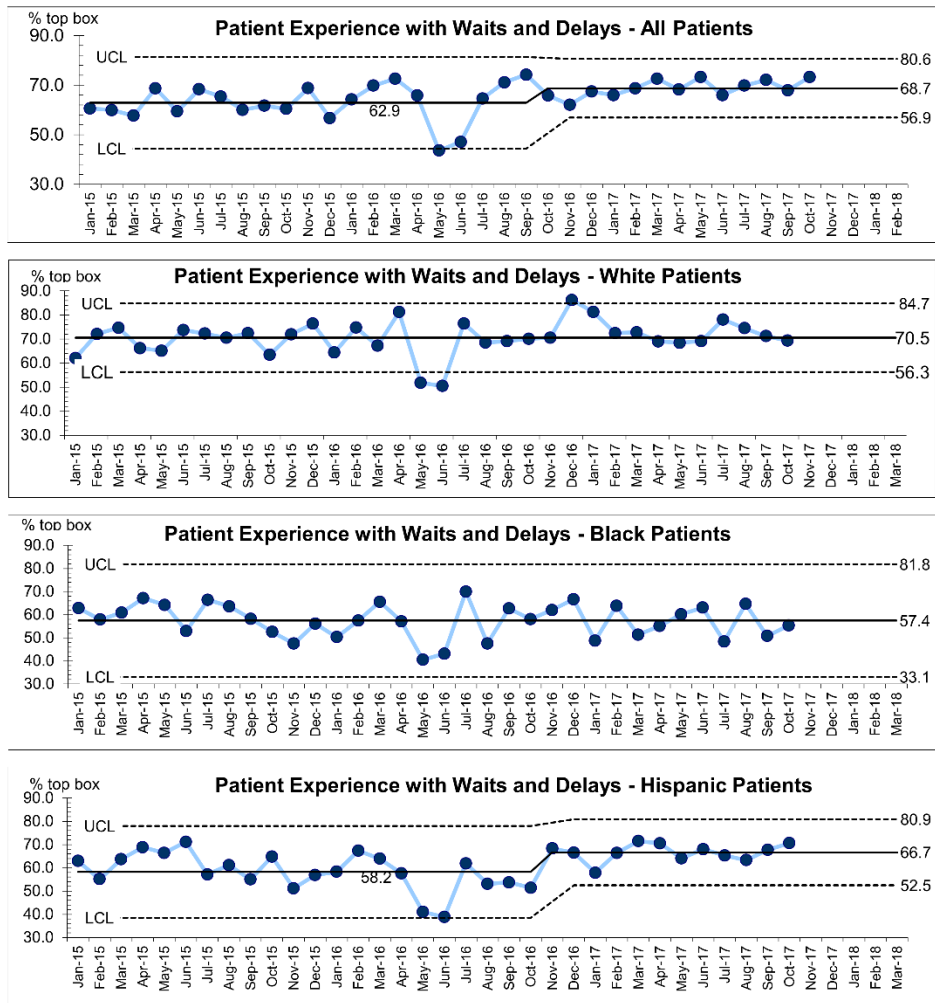 % top box
Patient Experience with Waits and Delays - All Patients
90.0
UCL
80.6
70.0
68.7
62.9
56.9
50.0
LCL
30.0
Jan-15 Feb-15 Mar-15 Apr-15 May-15 Jun-15 Jul-15 Aug-15 Sep-15 Oct-15 Nov-15 Dec-15 Jan-16 Feb-16 Mar-16 Apr-16 May-16 Jun-16 Jul-16 Aug-16 Sep-16 Oct-16 Nov-16 Dec-16 Jan-17 Feb-17 Mar-17 Apr-17 May-17 Jun-17 Jul-17 Aug-17 Sep-17 Oct-17 Nov-17 Dec-17 Jan-18 Feb-18
% top box
Patient Experience with Waits and Delays - White Patients
90.0
UCL
84.7
80.0
70.0
70.5
60.0
LCL
56.3
50.0
40.0
30.0
Jan-15 Feb-15 Mar-15 Apr-15 May-15 Jun-15 Jul-15 Aug-15 Sep-15 Oct-15 Nov-15 Dec-15 Jan-16 Feb-16 Mar-16 Apr-16 May-16 Jun-16 Jul-16 Aug-16 Sep-16 Oct-16 Nov-16 Dec-16 Jan-17 Feb-17 Mar-17 Apr-17 May-17 Jun-17 Jul-17 Aug-17 Sep-17 Oct-17 Nov-17 Dec-17 Jan-18 Feb-18 Mar-18
% top box
Patient Experience with Waits and Delays - Black Patients
90.0
UCL
81.8
80.0
70.0
60.0
57.4
50.0
40.0
LCL
33.1
30.0
Jan-15 Feb-15 Mar-15 Apr-15 May-15 Jun-15 Jul-15 Aug-15 Sep-15 Oct-15 Nov-15 Dec-15 Jan-16 Feb-16 Mar-16 Apr-16 May-16 Jun-16 Jul-16 Aug-16 Sep-16 Oct-16 Nov-16 Dec-16 Jan-17 Feb-17 Mar-17 Apr-17 May-17 Jun-17 Jul-17 Aug-17 Sep-17 Oct-17 Nov-17 Dec-17 Jan-18 Feb-18 Mar-18
% top box
Patient Experience with Waits and Delays - Hispanic Patients
90.0
UCL
80.9
80.0
70.0
66.7
60.0
58.2
52.5
50.0
40.0
LCL
30.0
Jan-15 Feb-15 Mar-15 Apr-15 May-15 Jun-15 Jul-15 Aug-15 Sep-15 Oct-15 Nov-15 Dec-15 Jan-16 Feb-16 Mar-16 Apr-16 May-16 Jun-16 Jul-16 Aug-16 Sep-16 Oct-16 Nov-16 Dec-16 Jan-17 Feb-17 Mar-17 Apr-17 May-17 Jun-17 Jul-17 Aug-17 Sep-17 Oct-17 Nov-17 Dec-17 Jan-18 Feb-18 Mar-18